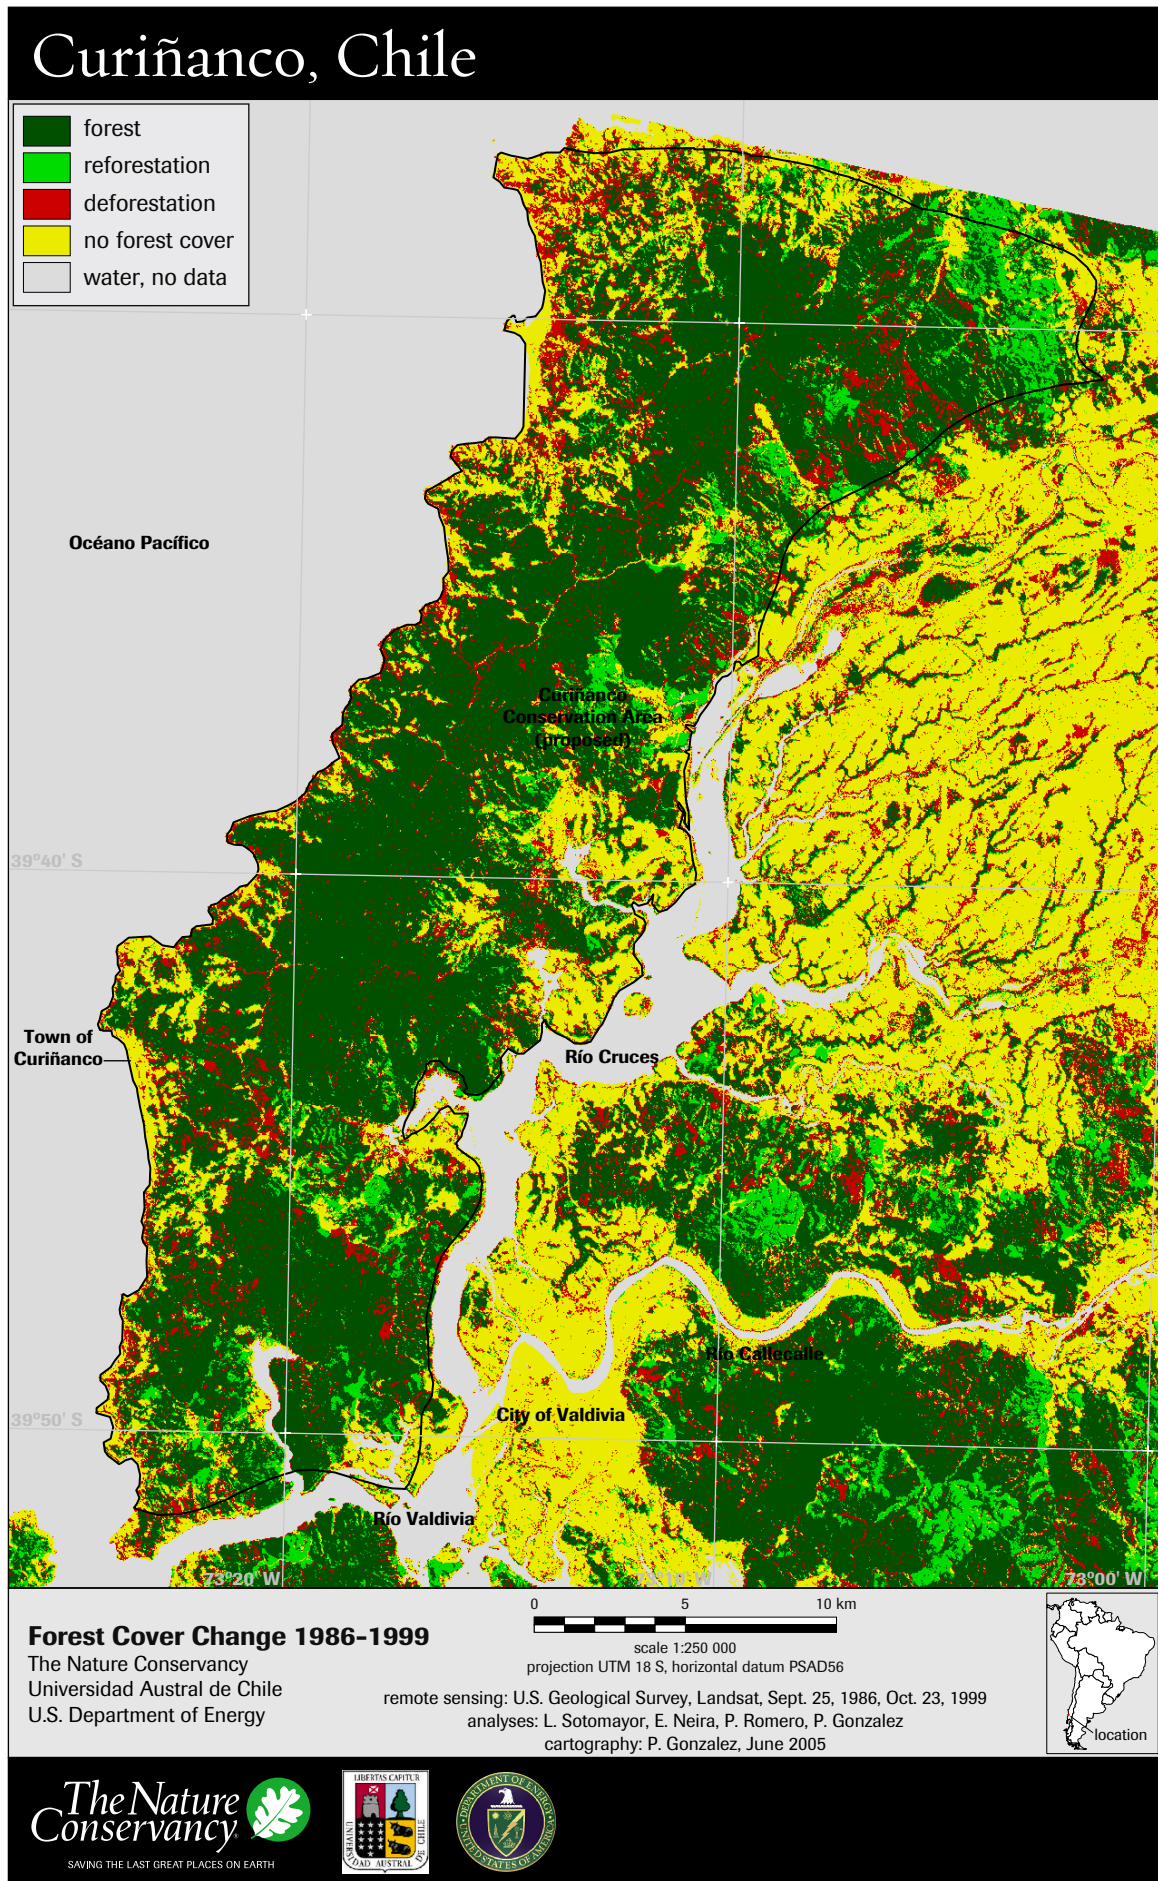 Curiñanco, Chile
forest
reforestation
deforestation
no forest cover
water, no data
Océano Pacífico
Curiñanco
Conservation Area
(proposed)
39°40' S
Town of
Curiñanco
Río Cruces
Río Callecalle
City of Valdivia
39°50' S
Río Valdivia
73°20' W
73°10' W
73°00' W
Forest Cover Change 1986-1999
The Nature Conservancy
Universidad Austral de Chile
U.S. Department of Energy
0 5 10 km
scale 1:250 000
projection UTM 18 S, horizontal datum PSAD56
remote sensing: U.S. Geological Survey, Landsat, Sept. 25, 1986, Oct. 23, 1999
analyses: L. Sotomayor, E. Neira, P. Romero, P. Gonzalez
cartography: P. Gonzalez, June 2005
location
The Nature
Conservancy
SAVING THE LAST GREAT PLACES ON EARTH
LIBERTAS CAPITUR
UNIVERSIDAD AUSTRAL DE CHILE
DEPARTMENT OF ENERGY
UNITED STATES OF AMERICA